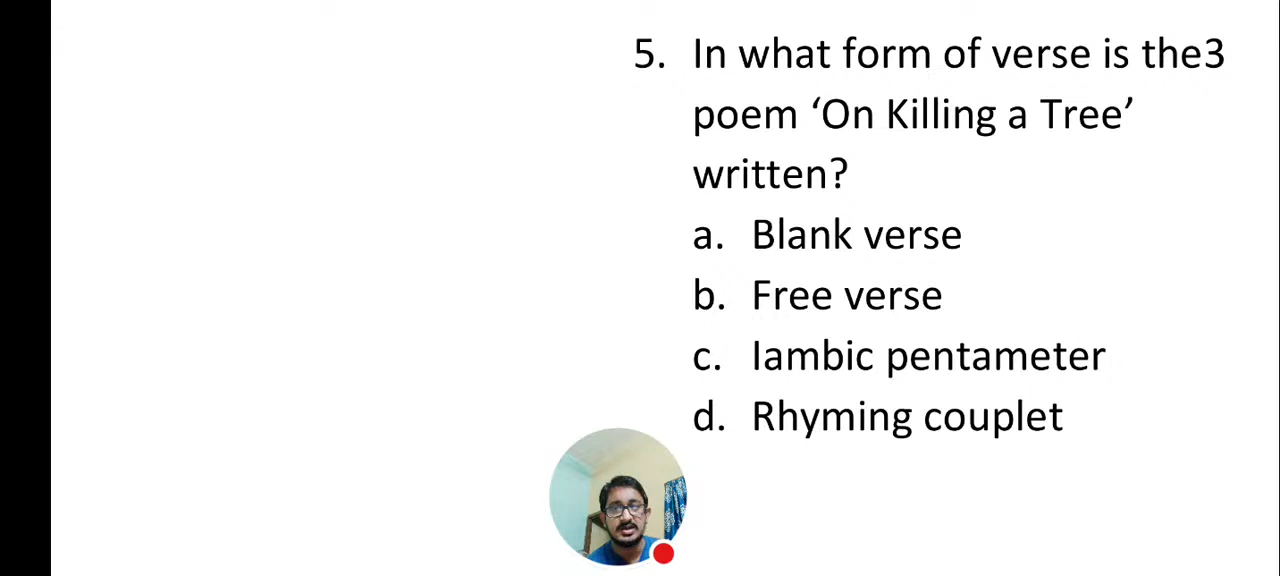 5. In what form of verse is the3
poem ‘On Killing a Tree’
written?
a. Blank verse
b. Free verse
c. Iambic pentameter
d. Rhyming couplet